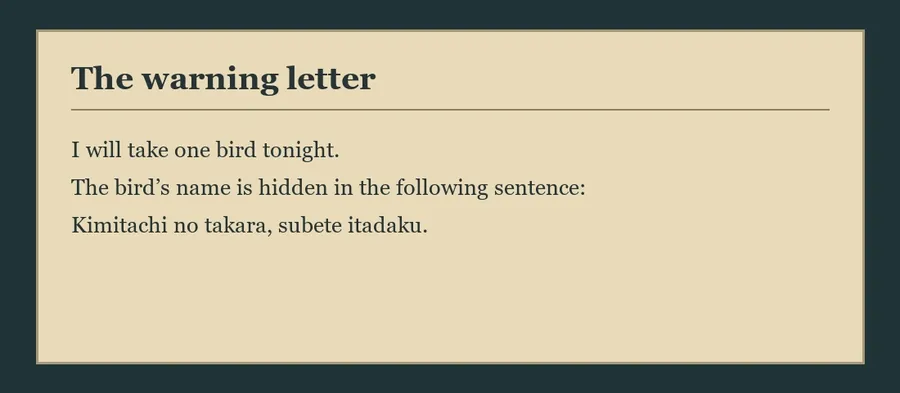 The warning letter
I will take one bird tonight.
The bird’s name is hidden in the following sentence:
Kimitachi no takara, subete itadaku.